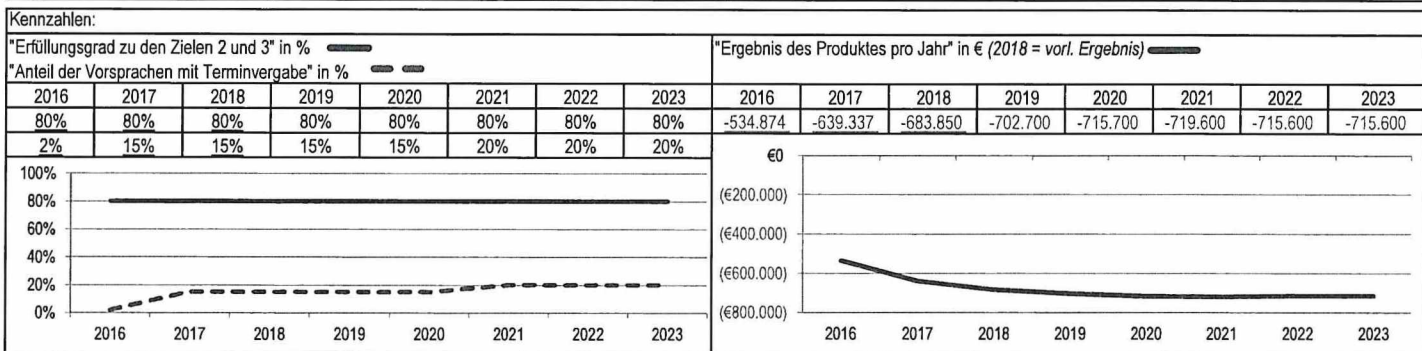 Kennzahlen:
"Erfüllungsgrad zu den Zielen 2 und 3" in %
"Anteil der Vorsprachen mit Terminvergabe" in %
2016 2017 2018 2019 2020 2021 2022 2023
80% 80% 80% 80% 80% 80% 80% 80%
2% 15% 15% 15% 15% 20% 20% 20%
100%
80%
60%
40%
20%
0%
2016 2017 2018 2019 2020 2021 2022 2023
"Ergebnis des Produktes pro Jahr" in € (2018 = vorl. Ergebnis)
2016 2017 2018 2019 2020 2021 2022 2023
-534.874 -639.337 -683.850 -702.700 -715.700 -719.600 -715.600 -715.600
€0
(€200.000)
(€400.000)
(€600.000)
(€800.000)
2016 2017 2018 2019 2020 2021 2022 2023